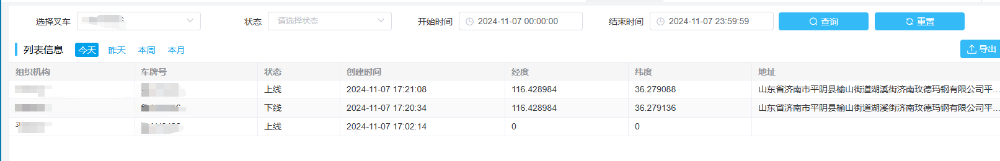 选择叉车 状态 请选择状态 开始时间 2024-11-07 00:00:00 结束时间 2024-11-07 23:59:59 查询 重置
列表信息 今天 昨天 本周 本月 导出
组织机构 车牌号 状态 创建时间 经度 纬度 地址
上线 2024-11-07 17:21:08 116.428984 36.279088 山东省济南市平阴县榆山街道湖溪街济南玫德玛钢有限公司平...
下线 2024-11-07 17:20:34 116.428984 36.279136 山东省济南市平阴县榆山街道湖溪街济南玫德玛钢有限公司平...
上线 2024-11-07 17:02:14 0 0